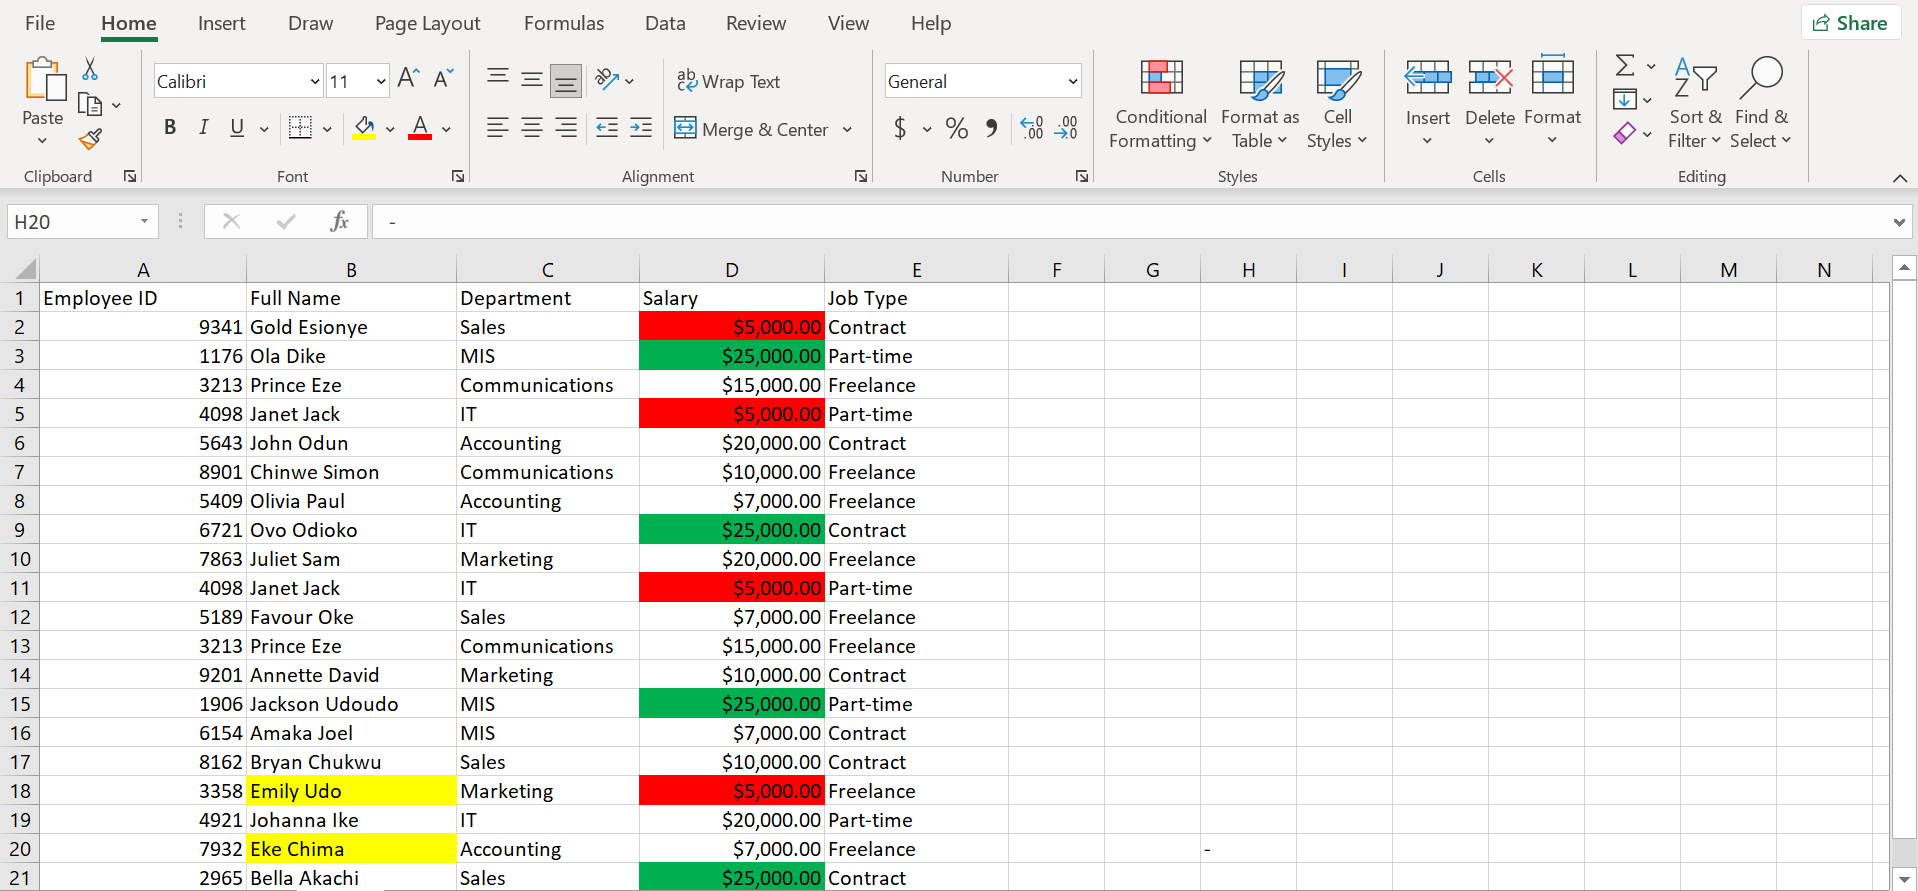 File Home Insert Draw Page Layout Formulas Data Review View Help Share
Calibri 11 ab Wrap Text General
Paste B I U A Merge & Center $ % .00 .00 Conditional Formatting Format as Table Cell Styles Insert Delete Format Sort & Filter Find & Select
Clipboard Font Alignment Number Styles Cells Editing
H20 fx -
A B C D E F G H I J K L M N
1 Employee ID Full Name Department Salary Job Type
2 9341 Gold Esionye Sales $5,000.00 Contract
3 1176 Ola Dike MIS $25,000.00 Part-time
4 3213 Prince Eze Communications $15,000.00 Freelance
5 4098 Janet Jack IT $5,000.00 Part-time
6 5643 John Odun Accounting $20,000.00 Contract
7 8901 Chinwe Simon Communications $10,000.00 Freelance
8 5409 Olivia Paul Accounting $7,000.00 Freelance
9 6721 Ovo Odioko IT $25,000.00 Contract
10 7863 Juliet Sam Marketing $20,000.00 Freelance
11 4098 Janet Jack IT $5,000.00 Part-time
12 5189 Favour Oke Sales $7,000.00 Freelance
13 3213 Prince Eze Communications $15,000.00 Freelance
14 9201 Annette David Marketing $10,000.00 Contract
15 1906 Jackson Udoudo MIS $25,000.00 Part-time
16 6154 Amaka Joel MIS $7,000.00 Contract
17 8162 Bryan Chukwu Sales $10,000.00 Contract
18 3358 Emily Udo Marketing $5,000.00 Freelance
19 4921 Johanna Ike IT $20,000.00 Part-time
20 7932 Eke Chima Accounting $7,000.00 Freelance -
21 2965 Bella Akachi Sales $25,000.00 Contract